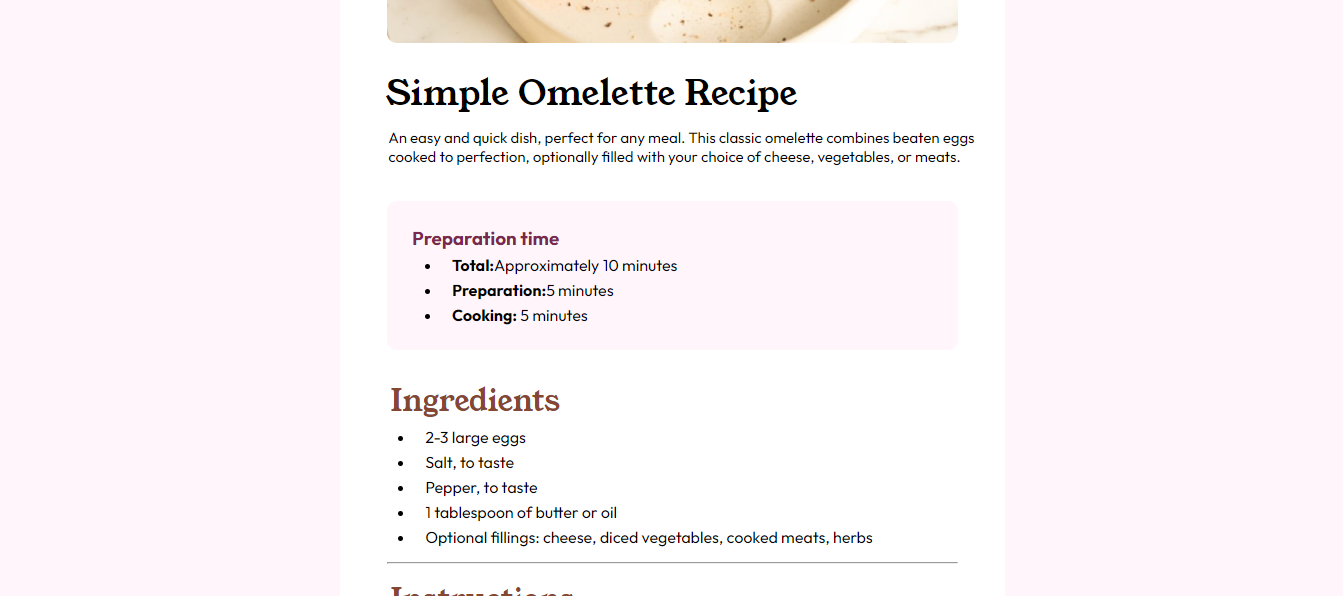 Simple Omelette Recipe
An easy and quick dish, perfect for any meal. This classic omelette combines beaten eggs
cooked to perfection, optionally filled with your choice of cheese, vegetables, or meats.
Preparation time
• Total:Approximately 10 minutes
• Preparation:5 minutes
• Cooking: 5 minutes
Ingredients
• 2-3 large eggs
• Salt, to taste
• Pepper, to taste
• 1 tablespoon of butter or oil
• Optional fillings: cheese, diced vegetables, cooked meats, herbs
Instructions